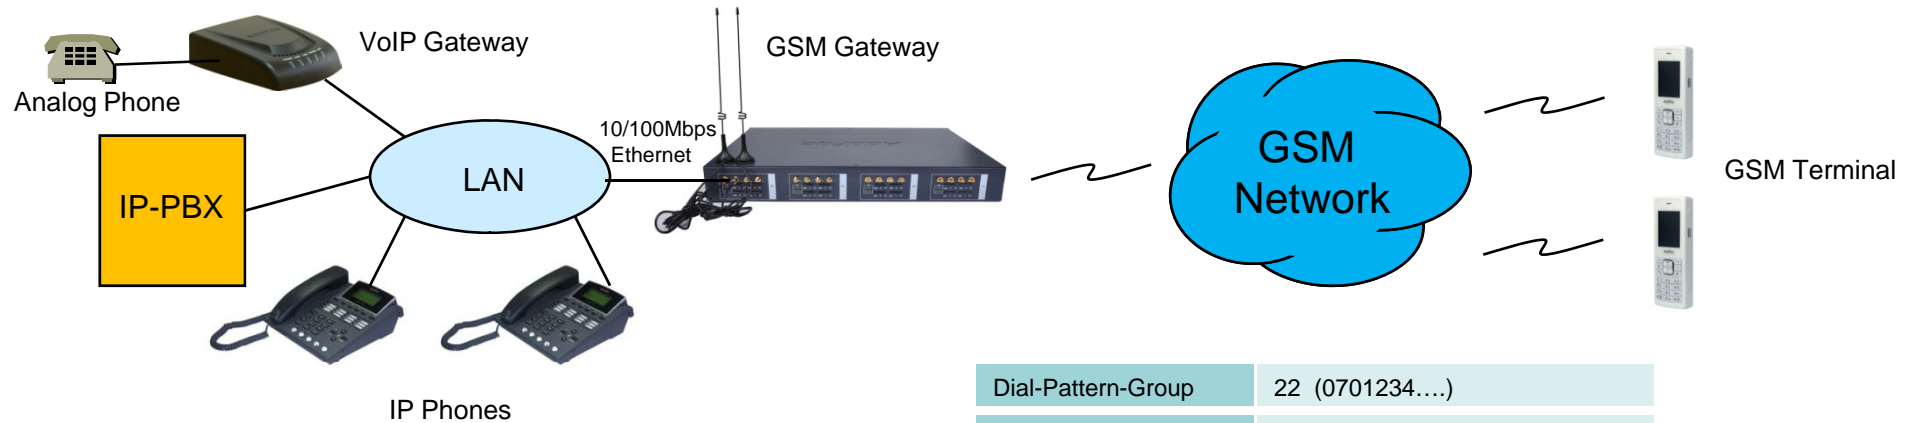 VoIP Gateway
GSM Gateway
Analog Phone
10/100Mbps
Ethernet
GSM
Network
LAN
IP-PBX
GSM Terminal
IP Phones
Dial-Pattern-Group
22 (0701234….)